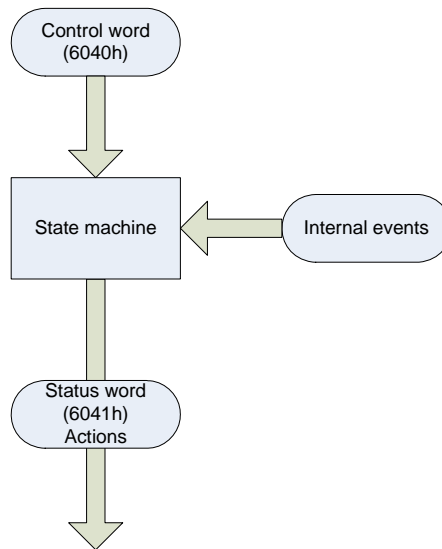 Control word
(6040h)
State machine
Internal events
Status word
(6041h)
Actions